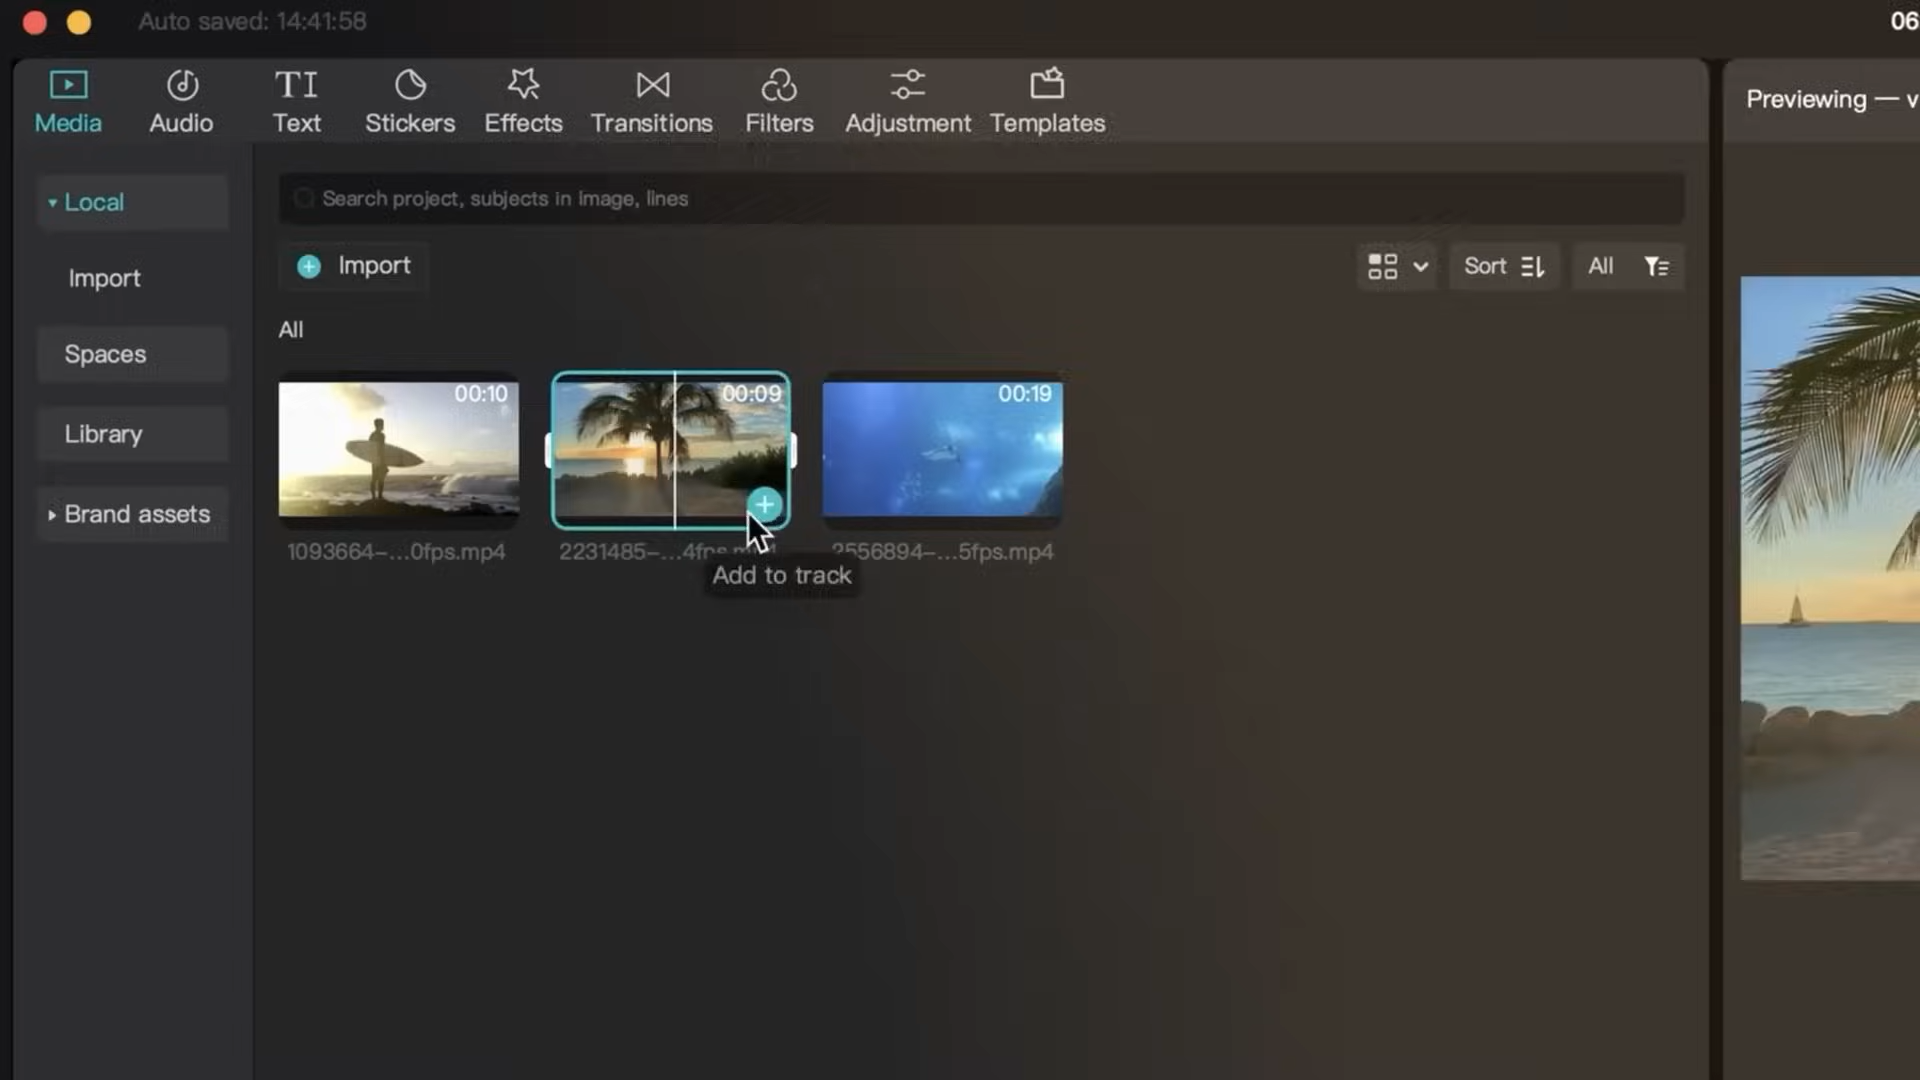 Auto saved: 14:41:58
06
Media
Audio
TI
Text
Stickers
Effects
Transitions
Filters
Adjustment
Templates
Previewing — v
Local
Import
Spaces
Library
Brand assets
Search project, subjects in image, lines
Import
Sort
All
All
00:10
00:09
00:19
1093664-...0fps.mp4
2231485-...4fps.mp4
2556894-...5fps.mp4
Add to track